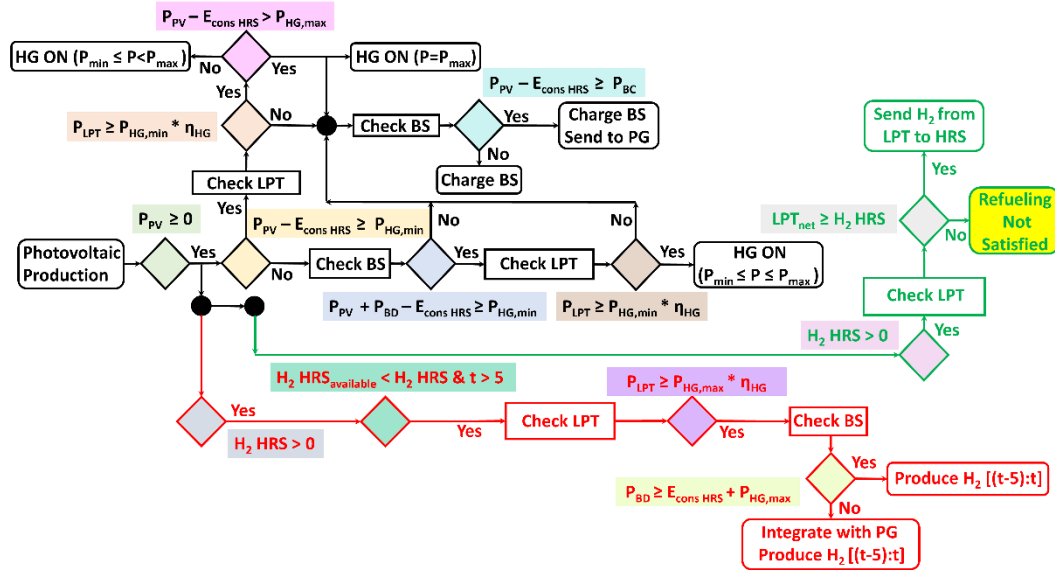 P_PV – E_cons HRS > P_HG,max
HG ON (P_min ≤ P<P_max)
No
Yes
HG ON (P=P_max)
P_PV – E_cons HRS ≥ P_BC
Yes
P_LPT ≥ P_HG,min * η_HG
No
Check BS
Yes
Charge BS
Send to PG
Send H₂ from
LPT to HRS
No
Check LPT
Charge BS
Yes
P_PV ≥ 0
Yes
P_PV – E_cons HRS ≥ P_HG,min
No
No
LPT_net ≥ H₂ HRS
No
Refueling
Not
Satisfied
Photovoltaic
Production
Yes
No
Check BS
Yes
Check LPT
Yes
HG ON
(P_min ≤ P ≤ P_max)
Check LPT
P_PV + P_BD – E_cons HRS ≥ P_HG,min
P_LPT ≥ P_HG,min * η_HG
H₂ HRS > 0
Yes
H₂ HRS_available < H₂ HRS & t > 5
P_LPT ≥ P_HG,max * η_HG
Yes
H₂ HRS > 0
Yes
Check LPT
Yes
Check BS
Yes
P_BD ≥ E_cons HRS + P_HG,max
Produce H₂ [(t-5):t]
No
Integrate with PG
Produce H₂ [(t-5):t]